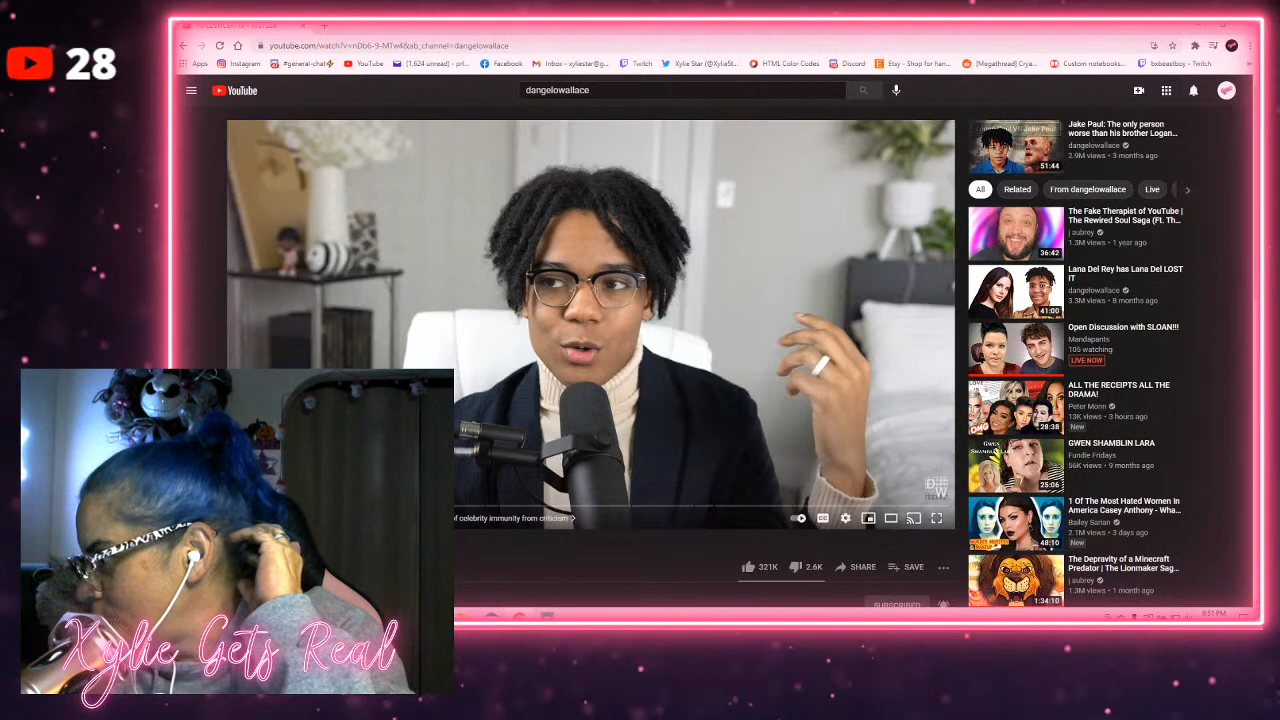 28
youtube.com/watch?v=nDb6-9-MTw4&ab_channel=dangelowallace
Apps
Instagram
#general-chat
YouTube
(1,624 unread) - prl...
Facebook
Inbox - xyliestar@g...
Twitch
Xylie Star (@XylieSt...
HTML Color Codes
Discord
Etsy - Shop for han...
[Megathread] Crya...
Custom notebooks...
bxbeastboy - Twitch
YouTube
dangelowallace
Jake Paul: The only person
worse than his brother Logan...
dangelowallace
2.9M views • 3 months ago
51:44
All
Related
From dangelowallace
Live
The Fake Therapist of YouTube |
The Rewired Soul Saga (Ft. Th...
j aubrey
1.3M views • 1 year ago
36:42
Lana Del Rey has Lana Del LOST
IT
dangelowallace
3.3M views • 8 months ago
41:00
Open Discussion with SLOAN!!!
Mandapants
105 watching
LIVE NOW
ALL THE RECEIPTS ALL THE
DRAMA!
Peter Monn
13K views • 3 hours ago
New
OMG
28:38
GWEN SHAMBLIN LARA
Fundie Fridays
56K views • 9 months ago
25:06
1 Of The Most Hated Women In
America Casey Anthony - Wha...
Bailey Sarian
2.1M views • 3 days ago
New
48:10
The Depravity of a Minecraft
Predator | The Lionmaker Sag...
j aubrey
1.3M views • 1 month ago
1:34:10
DW
of celebrity immunity from criticism
CC
321K
2.6K
SHARE
SAVE
SUBSCRIBED
8:51 PM
Xylie Gets Real